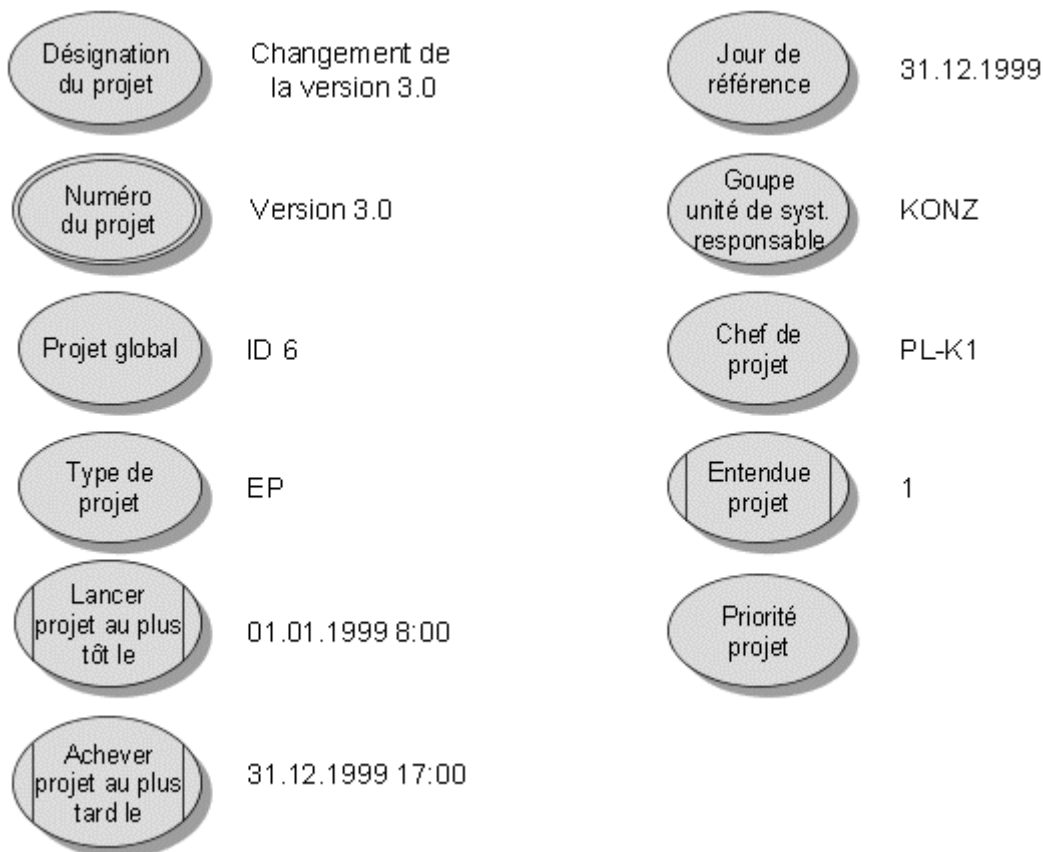 Désignation
du projet
Changement de
la version 3.0
Numéro
du projet
Version 3.0
Projet global
ID 6
Type de
projet
EP
Lancer
projet au plus
tôt le
01.01.1999 8:00
Achever
projet au plus
tard le
31.12.1999 17:00
Jour de
référence
31.12.1999
Goupe
unité de syst.
responsable
KONZ
Chef de
projet
PL-K1
Entendue
projet
1
Priorité
projet